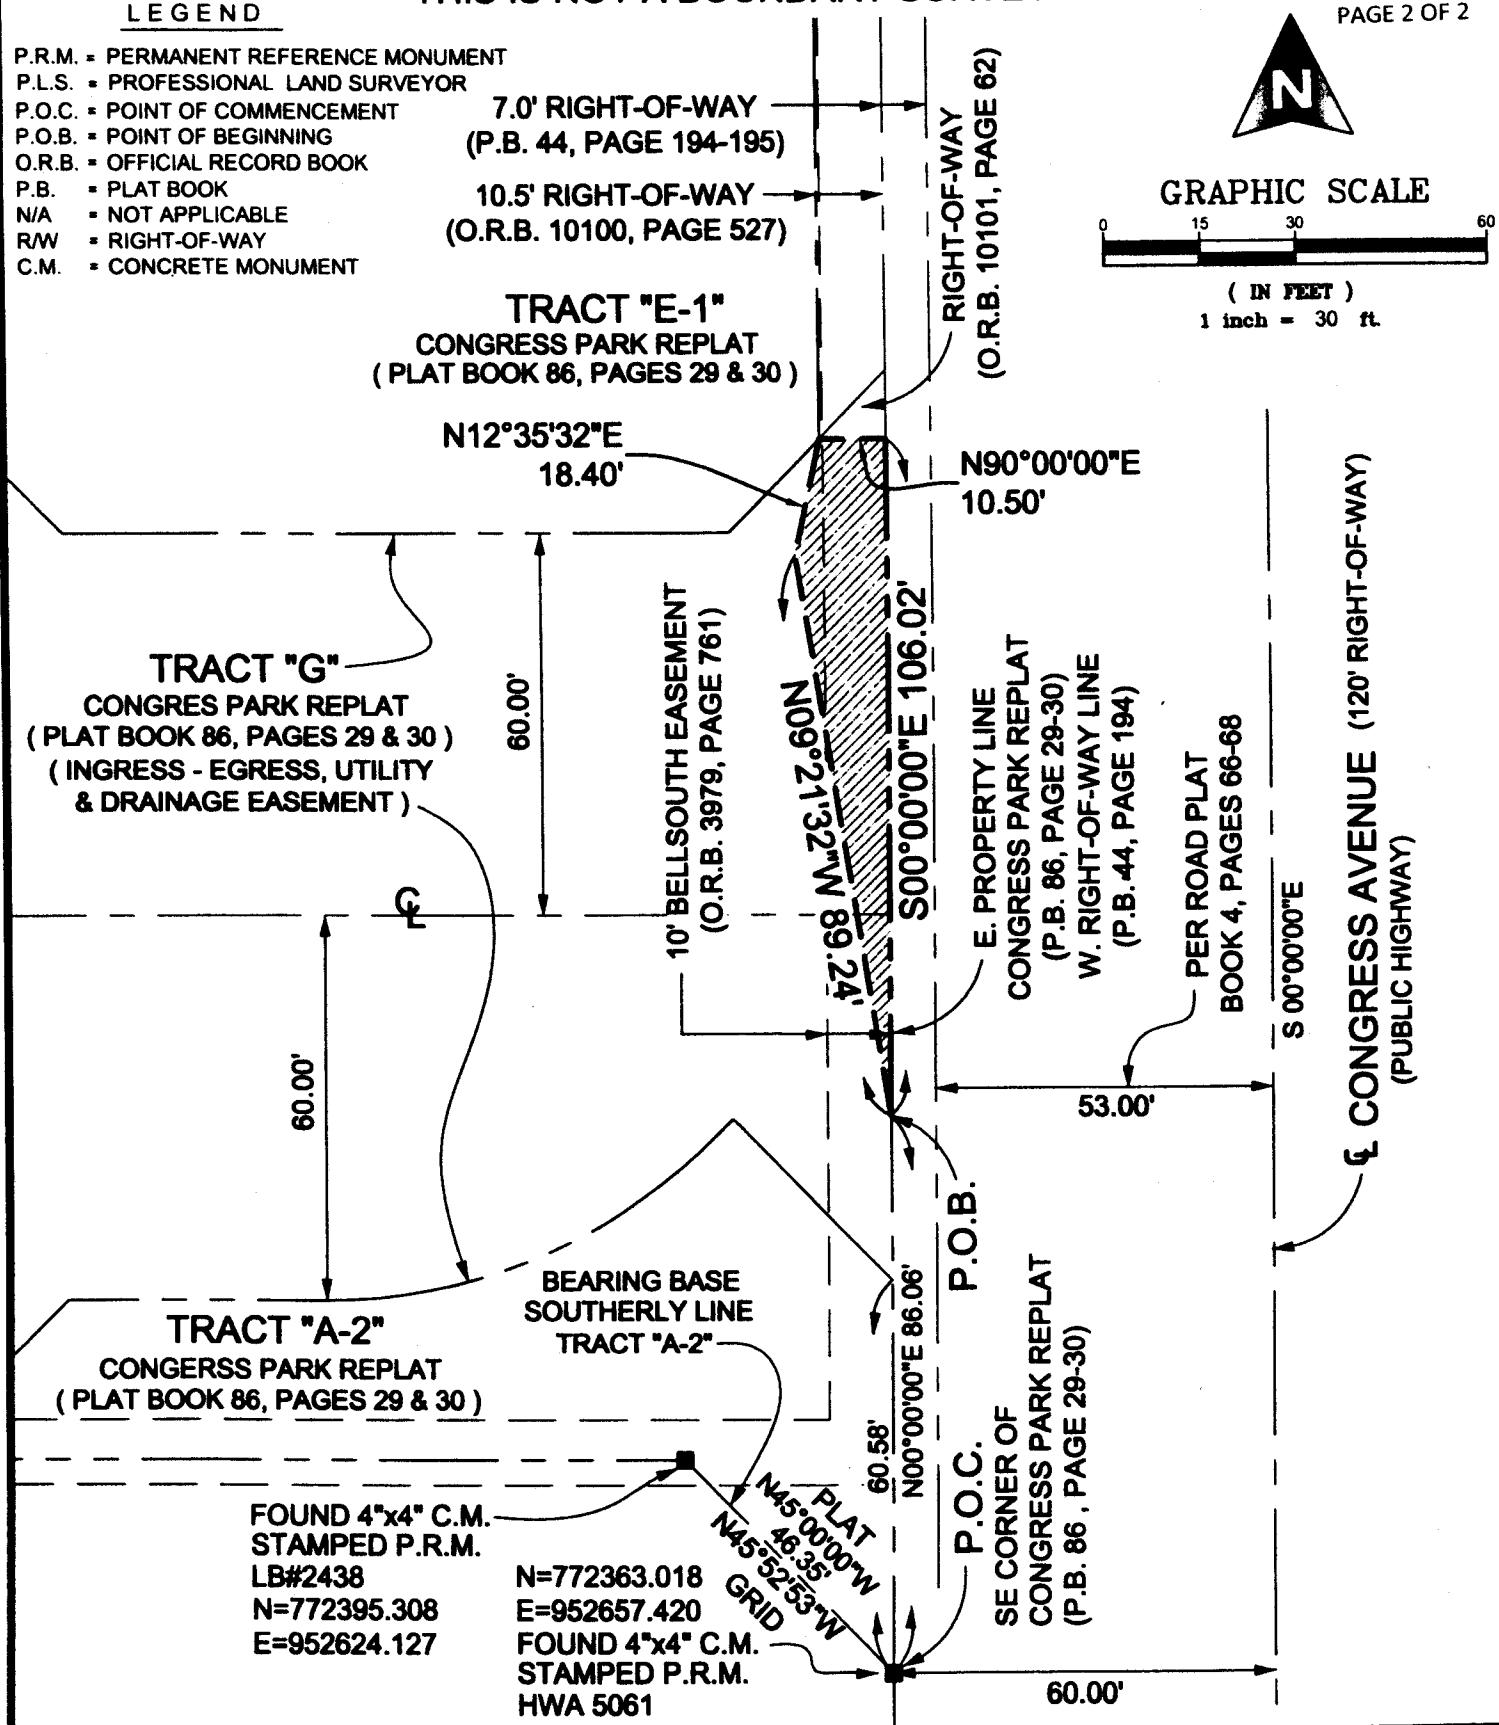 PAGE 2 OF 2
LEGEND
P.R.M. = PERMANENT REFERENCE MONUMENT
P.L.S. = PROFESSIONAL LAND SURVEYOR
P.O.C. = POINT OF COMMENCEMENT
P.O.B. = POINT OF BEGINNING
O.R.B. = OFFICIAL RECORD BOOK
P.B. = PLAT BOOK
N/A = NOT APPLICABLE
R/W = RIGHT-OF-WAY
C.M. = CONCRETE MONUMENT
7.0' RIGHT-OF-WAY
(P.B. 44, PAGE 194-195)
10.5' RIGHT-OF-WAY
(O.R.B. 10100, PAGE 527)
RIGHT-OF-WAY
(O.R.B. 10101, PAGE 62)
N
GRAPHIC SCALE
0 15 30 60
( IN FEET )
1 inch = 30 ft.
TRACT "E-1"
CONGRESS PARK REPLAT
( PLAT BOOK 86, PAGES 29 & 30 )
N12°35'32"E
18.40'
N90°00'00"E
10.50'
TRACT "G"
CONGRES PARK REPLAT
( PLAT BOOK 86, PAGES 29 & 30 )
( INGRESS - EGRESS, UTILITY
& DRAINAGE EASEMENT )
60.00'
10' BELLSOUTH EASEMENT
(O.R.B. 3979, PAGE 761)
N09°21'32"W 89.24'
S00°00'00"E 106.02'
E. PROPERTY LINE
CONGRESS PARK REPLAT
(P.B. 86, PAGE 29-30)
W. RIGHT-OF-WAY LINE
(P.B. 44, PAGE 194)
PER ROAD PLAT
BOOK 4, PAGES 66-68
S 00°00'00"E
CL CONGRESS AVENUE (120' RIGHT-OF-WAY)
(PUBLIC HIGHWAY)
CL
60.00'
53.00'
P.O.B.
TRACT "A-2"
CONGERSS PARK REPLAT
( PLAT BOOK 86, PAGES 29 & 30 )
BEARING BASE
SOUTHERLY LINE
TRACT "A-2"
60.58'
N00°00'00"E 86.06'
P.O.C.
SE CORNER OF
CONGRESS PARK REPLAT
(P.B. 86 , PAGE 29-30)
PLAT
N45°00'00"W
46.35'
N45°52'53"W
GRID
FOUND 4"x4" C.M.
STAMPED P.R.M.
LB#2438
N=772395.308
E=952624.127
N=772363.018
E=952657.420
FOUND 4"x4" C.M.
STAMPED P.R.M.
HWA 5061
60.00'